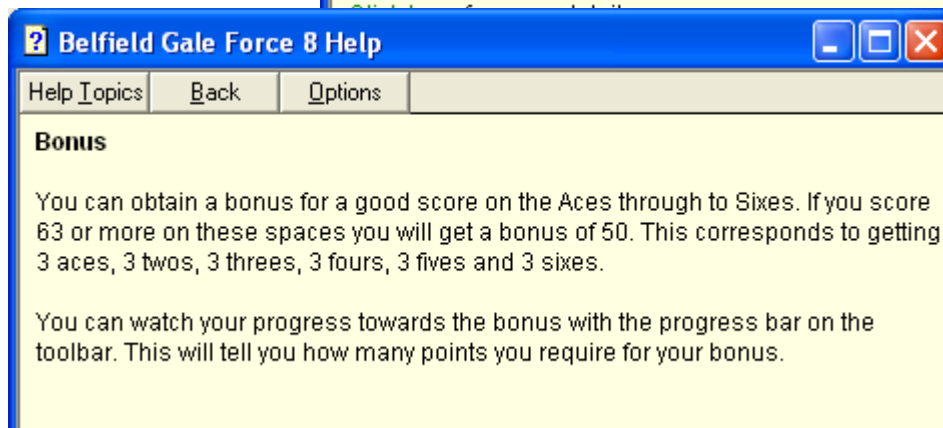 Belfield Gale Force 8 Help
Help Topics Back Options
Bonus
You can obtain a bonus for a good score on the Aces through to Sixes. If you score
63 or more on these spaces you will get a bonus of 50. This corresponds to getting
3 aces, 3 twos, 3 threes, 3 fours, 3 fives and 3 sixes.
You can watch your progress towards the bonus with the progress bar on the
toolbar. This will tell you how many points you require for your bonus.